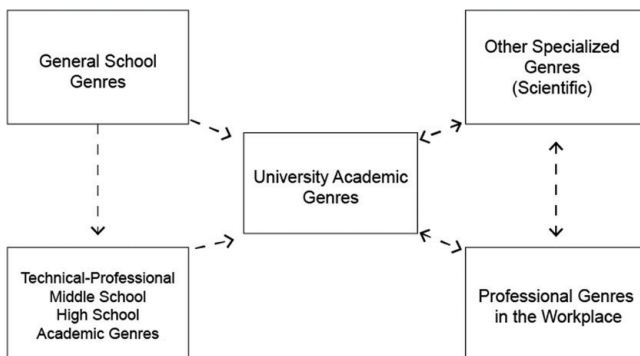 General School
Genres
Other Specialized
Genres
(Scientific)
University Academic
Genres
Technical-Professional
Middle School
High School
Academic Genres
Professional Genres
in the Workplace